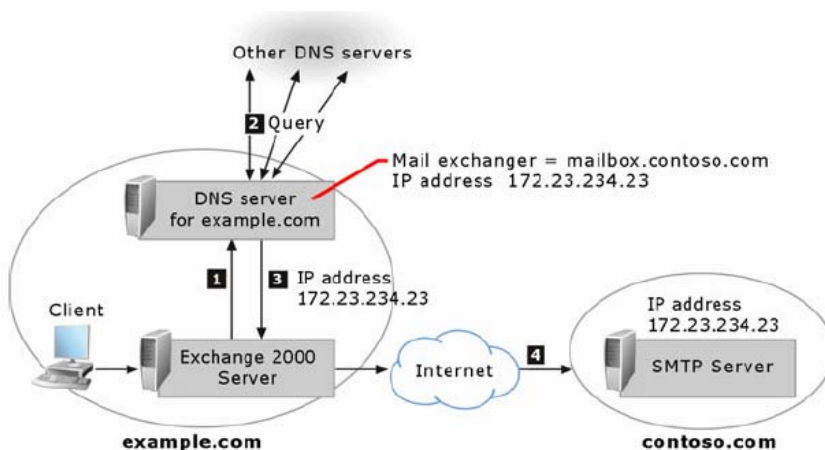 Other DNS servers
2 Query
Mail exchanger = mailbox.contoso.com
IP address 172.23.234.23
DNS server
for example.com
1
3 IP address
172.23.234.23
Client
Exchange 2000
Server
Internet
4
IP address
172.23.234.23
SMTP Server
example.com
contoso.com